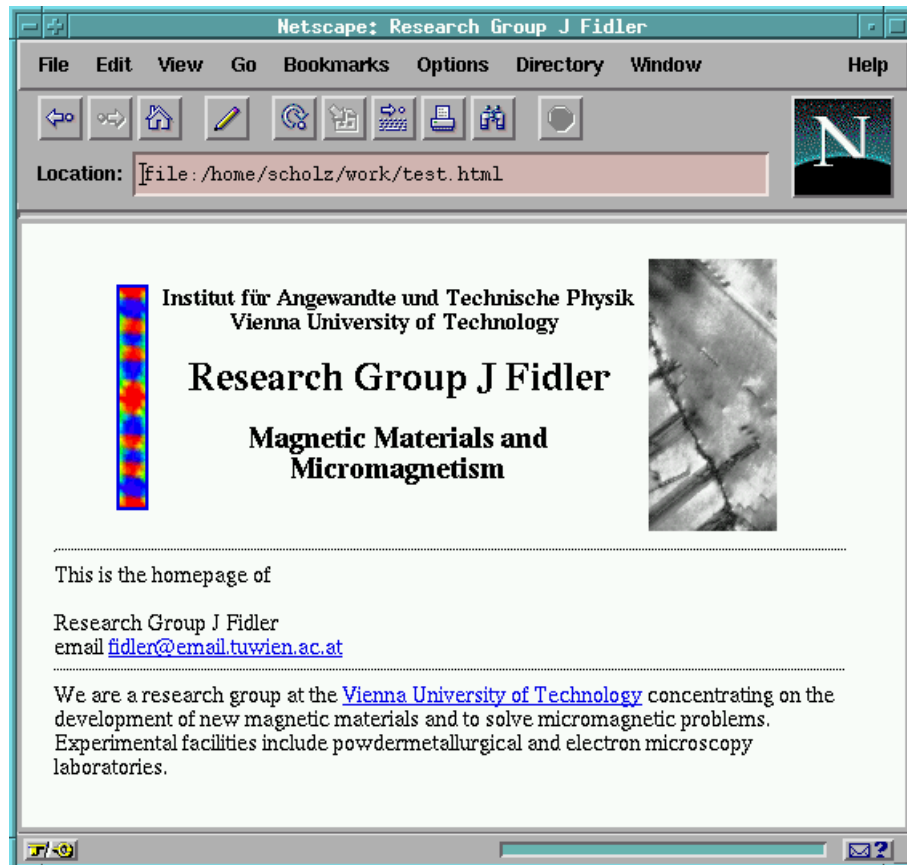 Netscape: Research Group J Fidler
File Edit View Go Bookmarks Options Directory Window Help
Location: file:/home/scholz/work/test.html
N
Institut für Angewandte und Technische Physik
Vienna University of Technology
Research Group J Fidler
Magnetic Materials and
Micromagnetism
This is the homepage of
Research Group J Fidler
email fidler@email.tuwien.ac.at
We are a research group at the Vienna University of Technology concentrating on the
development of new magnetic materials and to solve micromagnetic problems.
Experimental facilities include powdermetallurgical and electron microscopy
laboratories.
?